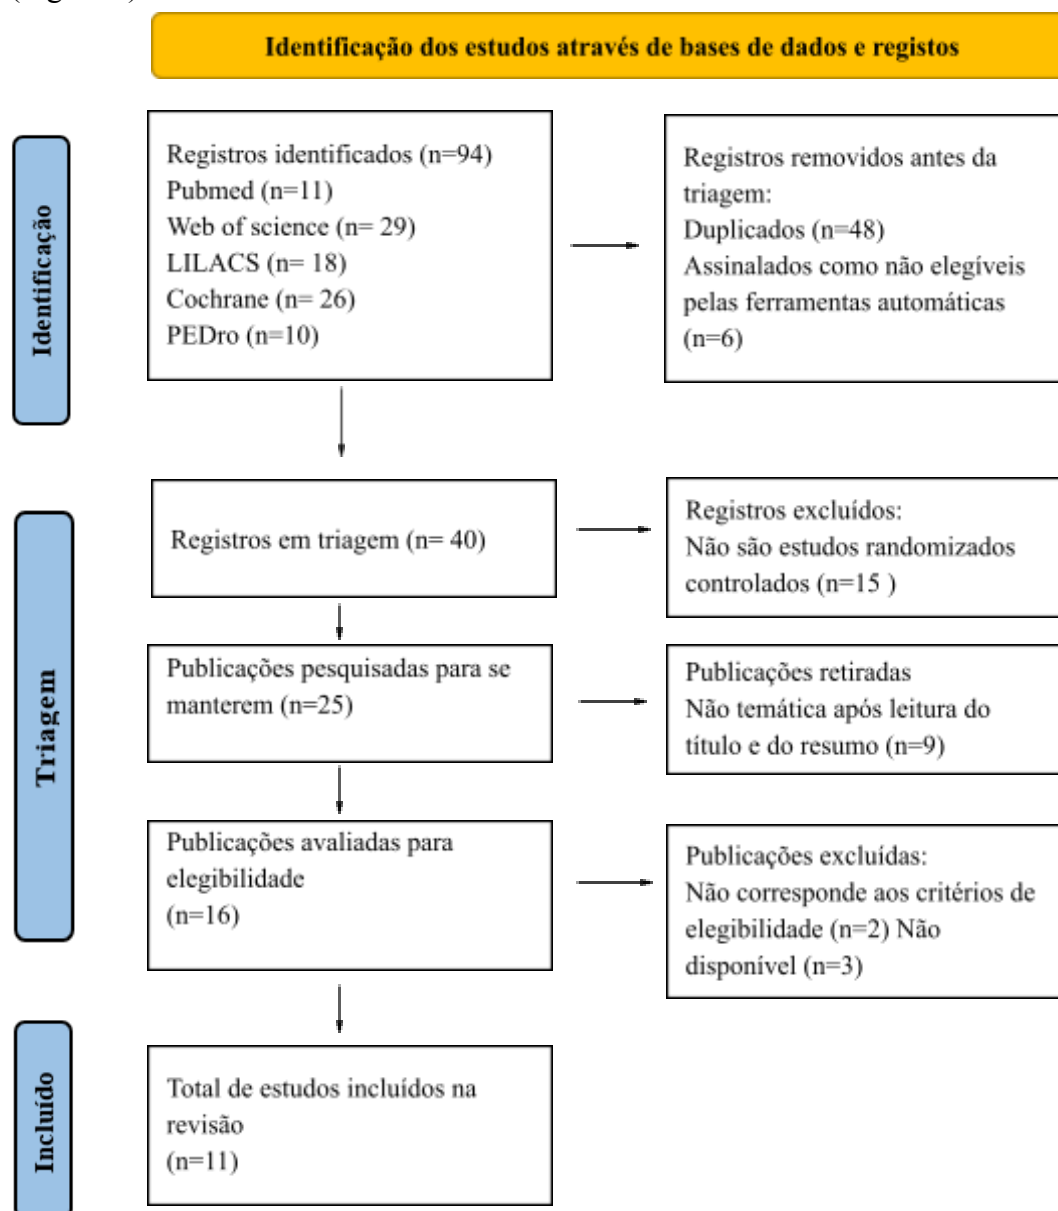 Identificação dos estudos através de bases de dados e registos
Identificação
Registros identificados (n=94)
Pubmed (n=11)
Web of science (n= 29)
LILACS (n= 18)
Cochrane (n= 26)
PEDro (n=10)
Registros removidos antes da
triagem:
Duplicados (n=48)
Assinalados como não elegíveis
pelas ferramentas automáticas
(n=6)
Triagem
Registros em triagem (n= 40)
Registros excluídos:
Não são estudos randomizados
controlados (n=15 )
Publicações pesquisadas para se
manterem (n=25)
Publicações retiradas
Não temática após leitura do
título e do resumo (n=9)
Publicações avaliadas para
elegibilidade
(n=16)
Publicações excluídas:
Não corresponde aos critérios de
elegibilidade (n=2) Não
disponível (n=3)
Incluído
Total de estudos incluídos na
revisão
(n=11)